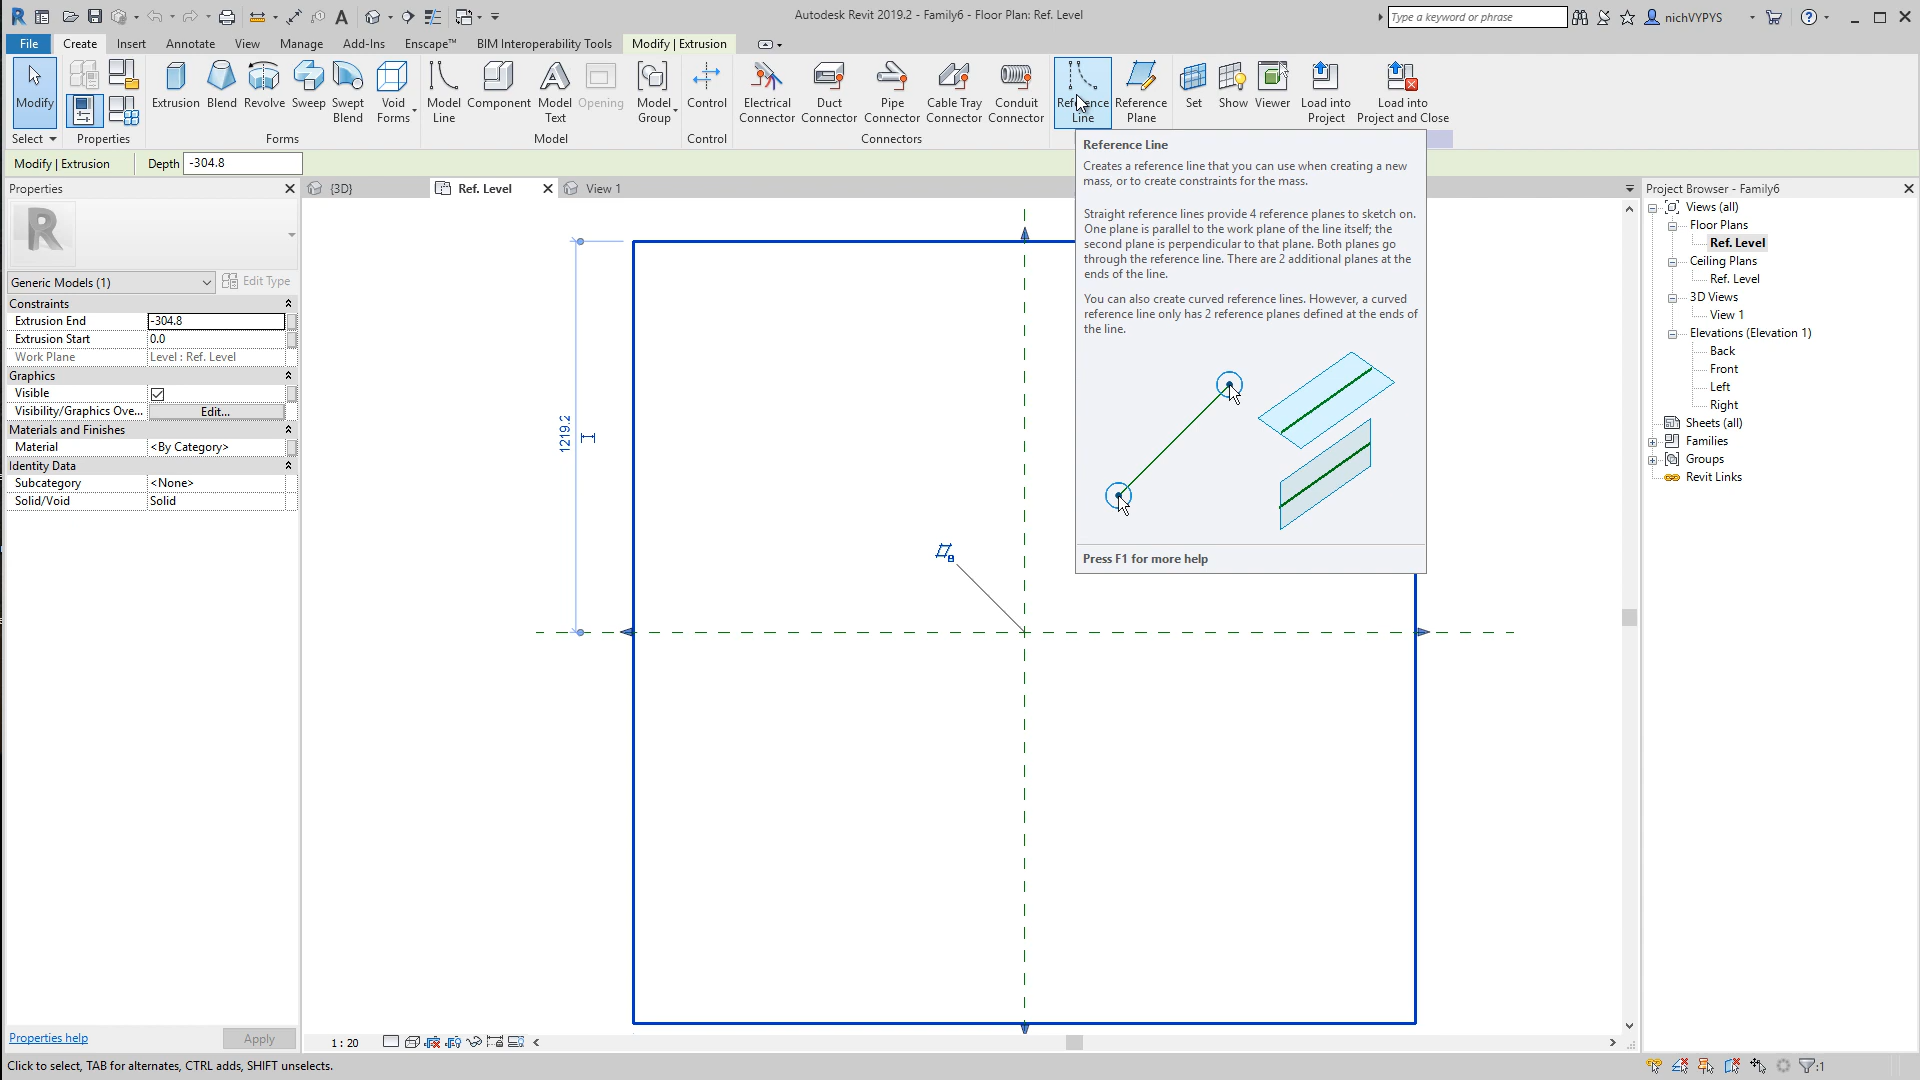 Autodesk Revit 2019.2 - Family6 - Floor Plan: Ref. Level
Type a keyword or phrase
nichVYPYS
File
Create
Insert
Annotate
View
Manage
Add-Ins
Enscape™
BIM Interoperability Tools
Modify | Extrusion
Modify
Extrusion
Blend
Revolve
Sweep
Swept
Blend
Void
Forms
Model
Line
Component
Model
Text
Opening
Model
Group
Control
Electrical
Connector
Duct
Connector
Pipe
Connector
Cable Tray
Connector
Conduit
Connector
Reference
Line
Reference
Plane
Set
Show
Viewer
Load into
Project
Load into
Project and Close
Select
Properties
Forms
Model
Control
Connectors
Modify | Extrusion
Depth
-304.8
Properties
{3D}
Ref. Level
View 1
Reference Line
Creates a reference line that you can use when creating a new
mass, or to create constraints for the mass.
Straight reference lines provide 4 reference planes to sketch on.
One plane is parallel to the work plane of the line itself; the
second plane is perpendicular to that plane. Both planes go
through the reference line. There are 2 additional planes at the
ends of the line.
You can also create curved reference lines. However, a curved
reference line only has 2 reference planes defined at the ends of
the line.
Press F1 for more help
R
Generic Models (1)
Edit Type
Constraints
Extrusion End
-304.8
Extrusion Start
0.0
Work Plane
Level : Ref. Level
Graphics
Visible
Visibility/Graphics Ove...
Edit...
Materials and Finishes
Material
<By Category>
Identity Data
Subcategory
<None>
Solid/Void
Solid
1219.2
Project Browser - Family6
Views (all)
Floor Plans
Ref. Level
Ceiling Plans
Ref. Level
3D Views
View 1
Elevations (Elevation 1)
Back
Front
Left
Right
Sheets (all)
Families
Groups
Revit Links
Properties help
Apply
1 : 20
Click to select, TAB for alternates, CTRL adds, SHIFT unselects.
:1